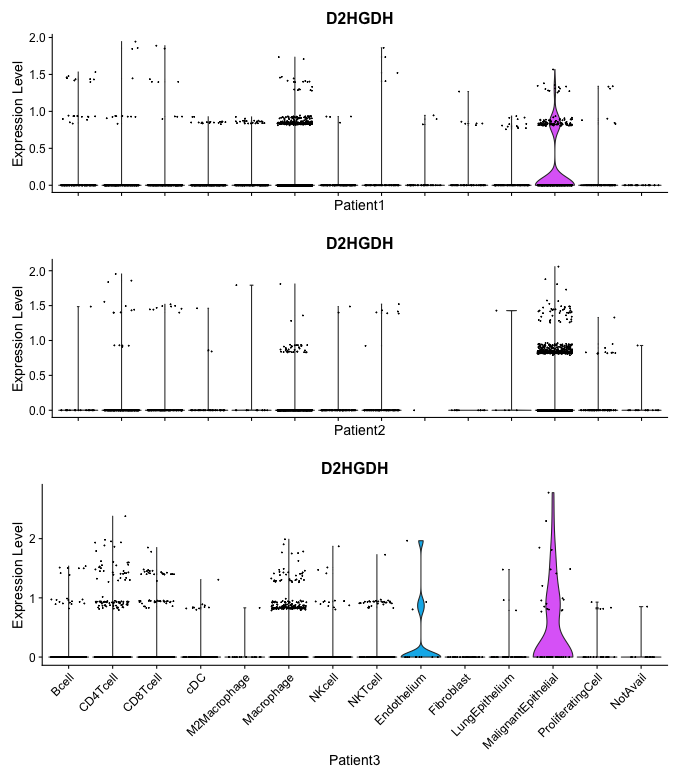 D2HGDH
Expression Level
2.0
1.5
1.0
0.5
0.0
Patient1
D2HGDH
Expression Level
2.0
1.5
1.0
0.5
0.0
Patient2
D2HGDH
Expression Level
2
1
0
Bcell
CD4Tcell
CD8Tcell
cDC
M2Macrophage
Macrophage
NKcell
NKTcell
Endothelium
Fibroblast
LungEpithelium
MalignantEpithelial
ProliferatingCell
NotAvail
Patient3